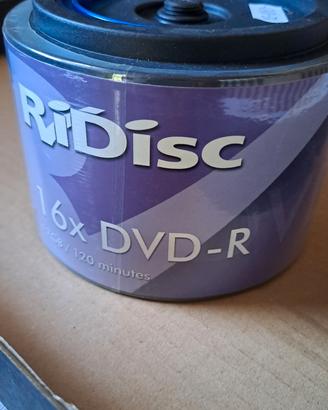 RiDisc
16x DVD-R
/ 120 minutes